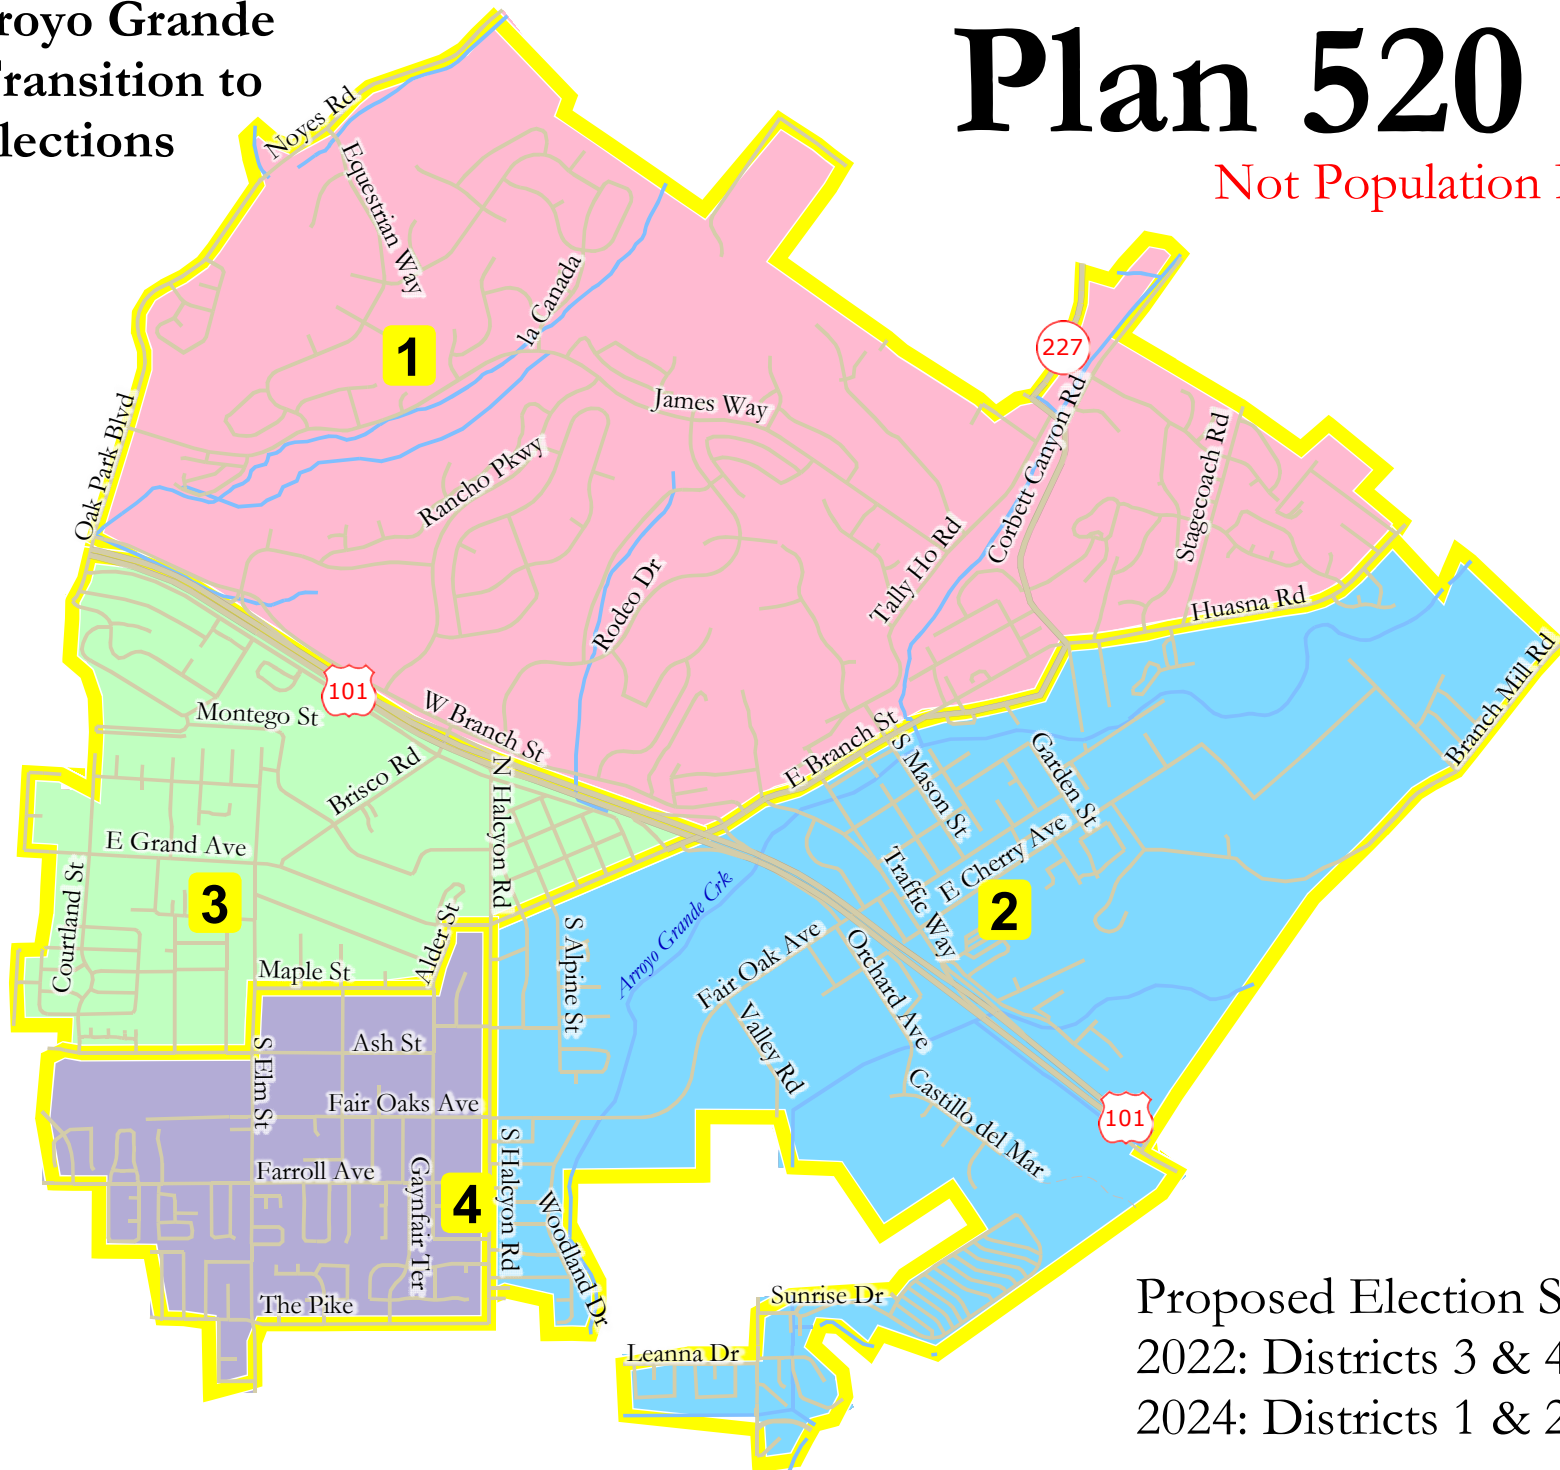 royo Grande
ransition to
lections
Plan 520
Not Population
Noyes Rd
Equestrian Way
la Canada
1
227
James Way
Oak Park Blvd
Rancho Pkwy
Corbett Canyon Rd
Stagecoach Rd
Tally Ho Rd
Rodeo Dr
Huasna Rd
Branch Mill Rd
101
Montego St
W Branch St
E Branch St
Brisco Rd
N Halcyon Rd
S Mason St
Garden St
E Grand Ave
E Cherry Ave
Traffic Way
Courtland St
3
2
Arroyo Grande Crk
Alder St
S Alpine St
Fair Oak Ave
Orchard Ave
Maple St
Valley Rd
Ash St
S Elm St
Castillo del Mar
Fair Oaks Ave
101
Farroll Ave
Gaynfair Ter
4
S Halcyon Rd
Woodland Dr
The Pike
Sunrise Dr
Leanna Dr
Proposed Election S
2022: Districts 3 & 4
2024: Districts 1 & 2